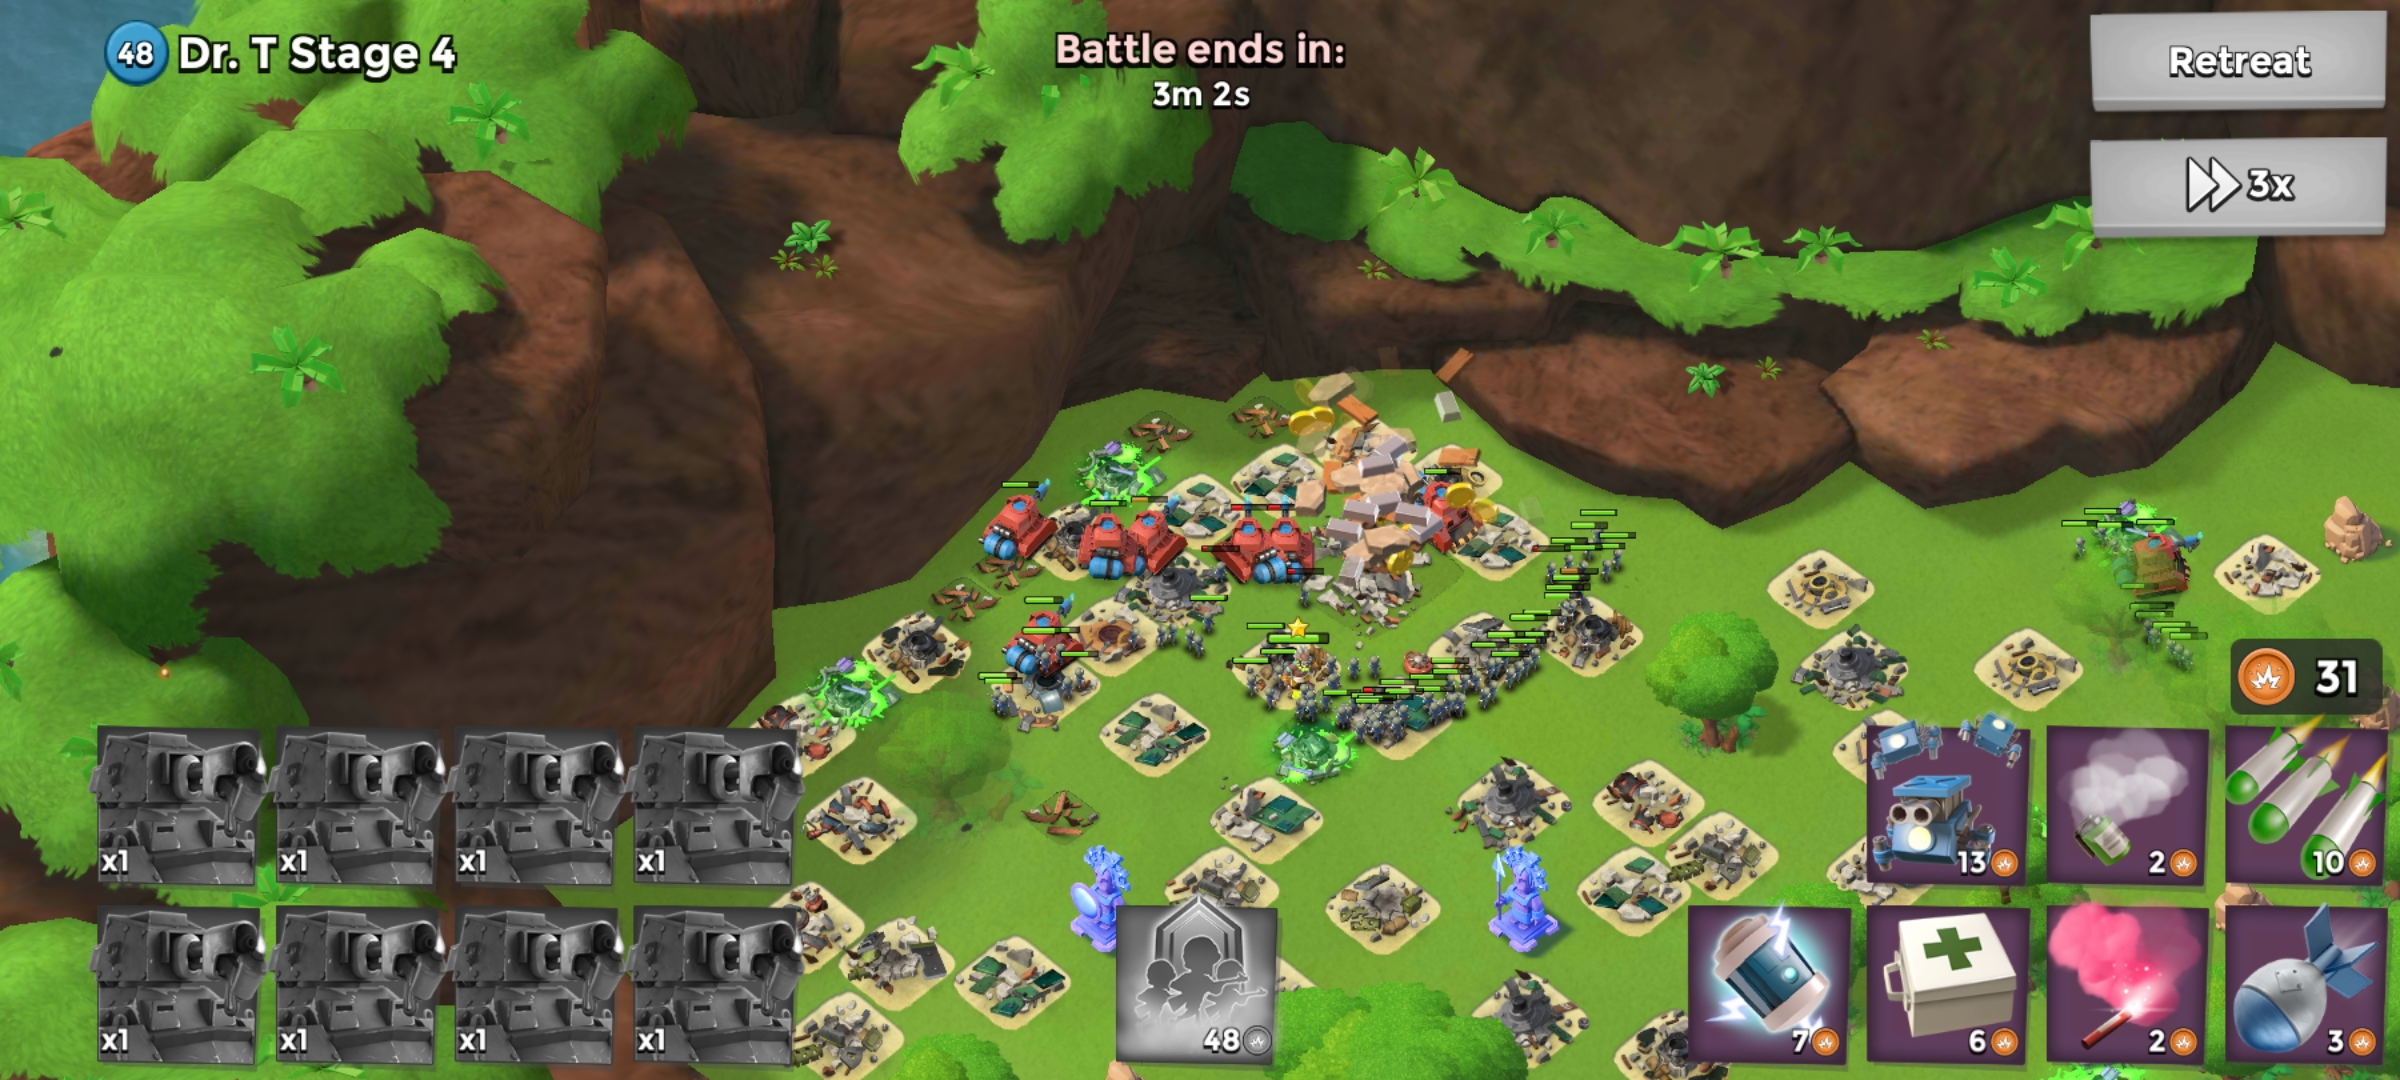 48 Dr. T Stage 4
Battle ends in:
3m 2s
Retreat
3x
31
x1 x1 x1 x1
13 2 10
x1 x1 x1 x1
48
7 6 2 3